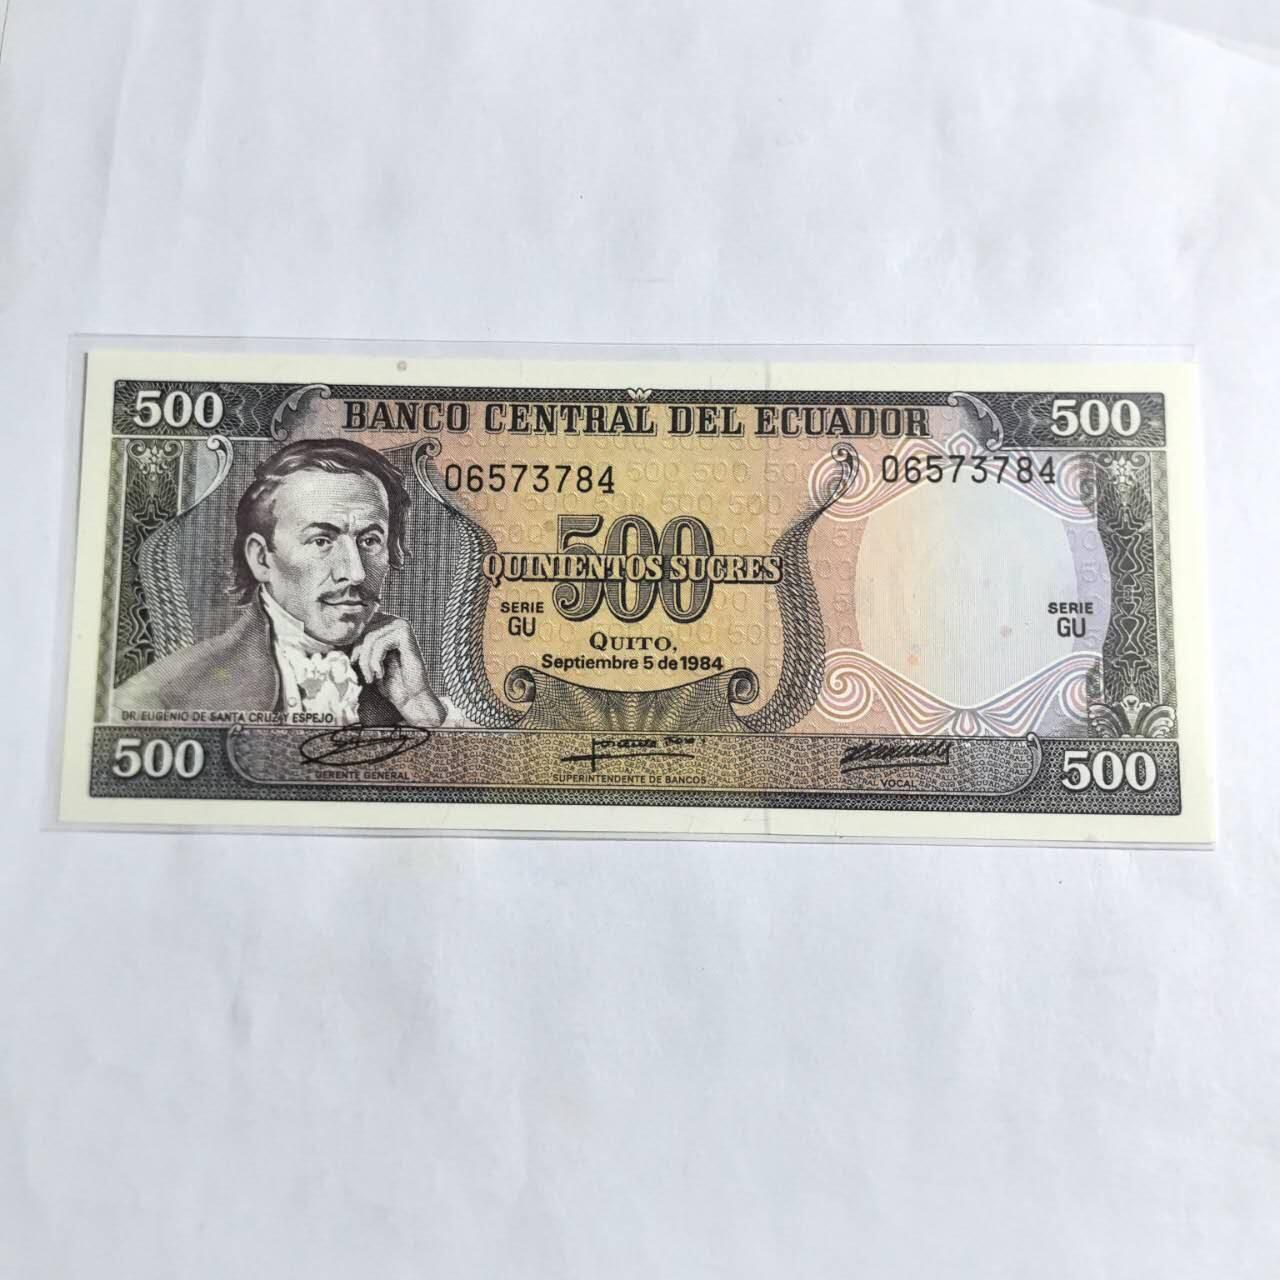 500 BANCO CENTRAL DEL ECUADOR 500
06573784 06573784
500
QUINIENTOS SUCRES
SERIE SERIE
GU GU
QUITO,
Septiembre 5 de 1984
DR. EUGENIO DE SANTA CRUZ Y ESPEJO
500 500
GERENTE GENERAL SUPERINTENDENTE DE BANCOS VOCAL